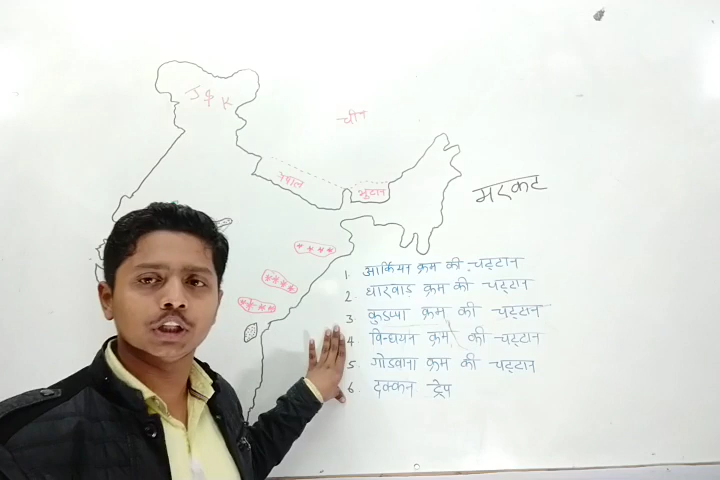 J & K
चीन
नेपाल
भूटान
मरकट
1. आर्कियन क्रम की चट्टान
2. धारवाड़ क्रम की चट्टान
3 कुडप्पा क्रम की चट्टान
4 विन्ध्यन क्रम की चट्टान
5. गोडवाना क्रम की चट्टान
6. दक्कन ट्रेप